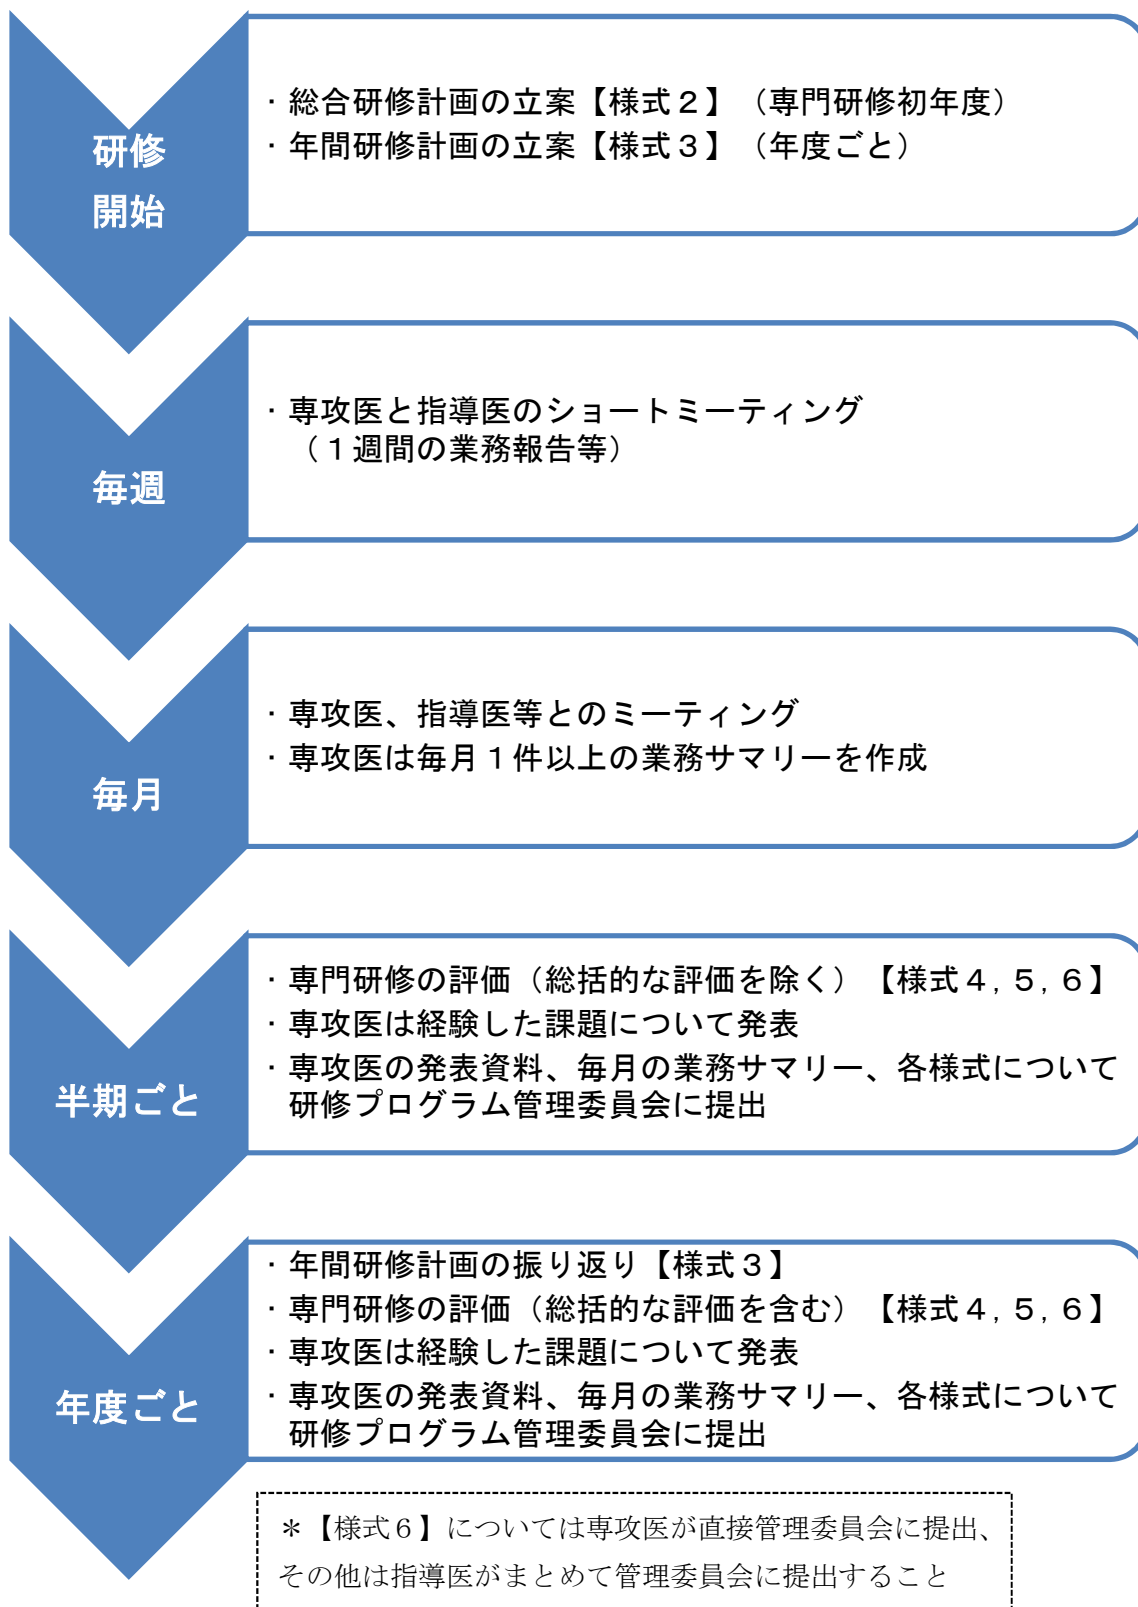 研修
開始
・総合研修計画の立案【様式２】（専門研修初年度）
・年間研修計画の立案【様式３】（年度ごと）
毎週
・専攻医と指導医のショートミーティング
（１週間の業務報告等）
毎月
・専攻医、指導医等とのミーティング
・専攻医は毎月１件以上の業務サマリーを作成
半期ごと
・専門研修の評価（総括的な評価を除く）【様式４，５，６】
・専攻医は経験した課題について発表
・専攻医の発表資料、毎月の業務サマリー、各様式について
研修プログラム管理委員会に提出
年度ごと
・年間研修計画の振り返り【様式３】
・専門研修の評価（総括的な評価を含む）【様式４，５，６】
・専攻医は経験した課題について発表
・専攻医の発表資料、毎月の業務サマリー、各様式について
研修プログラム管理委員会に提出
＊【様式６】については専攻医が直接管理委員会に提出、
その他は指導医がまとめて管理委員会に提出すること